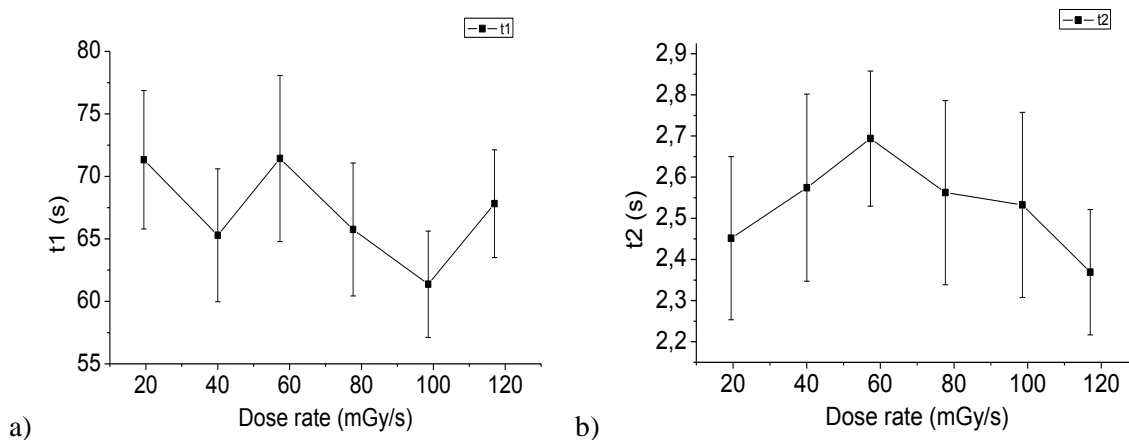 t1
80
75
70
65
60
55
t1 (s)
20 40 60 80 100 120
Dose rate (mGy/s)
a)
t2
2,9
2,8
2,7
2,6
2,5
2,4
2,3
2,2
t2 (s)
20 40 60 80 100 120
Dose rate (mGy/s)
b)